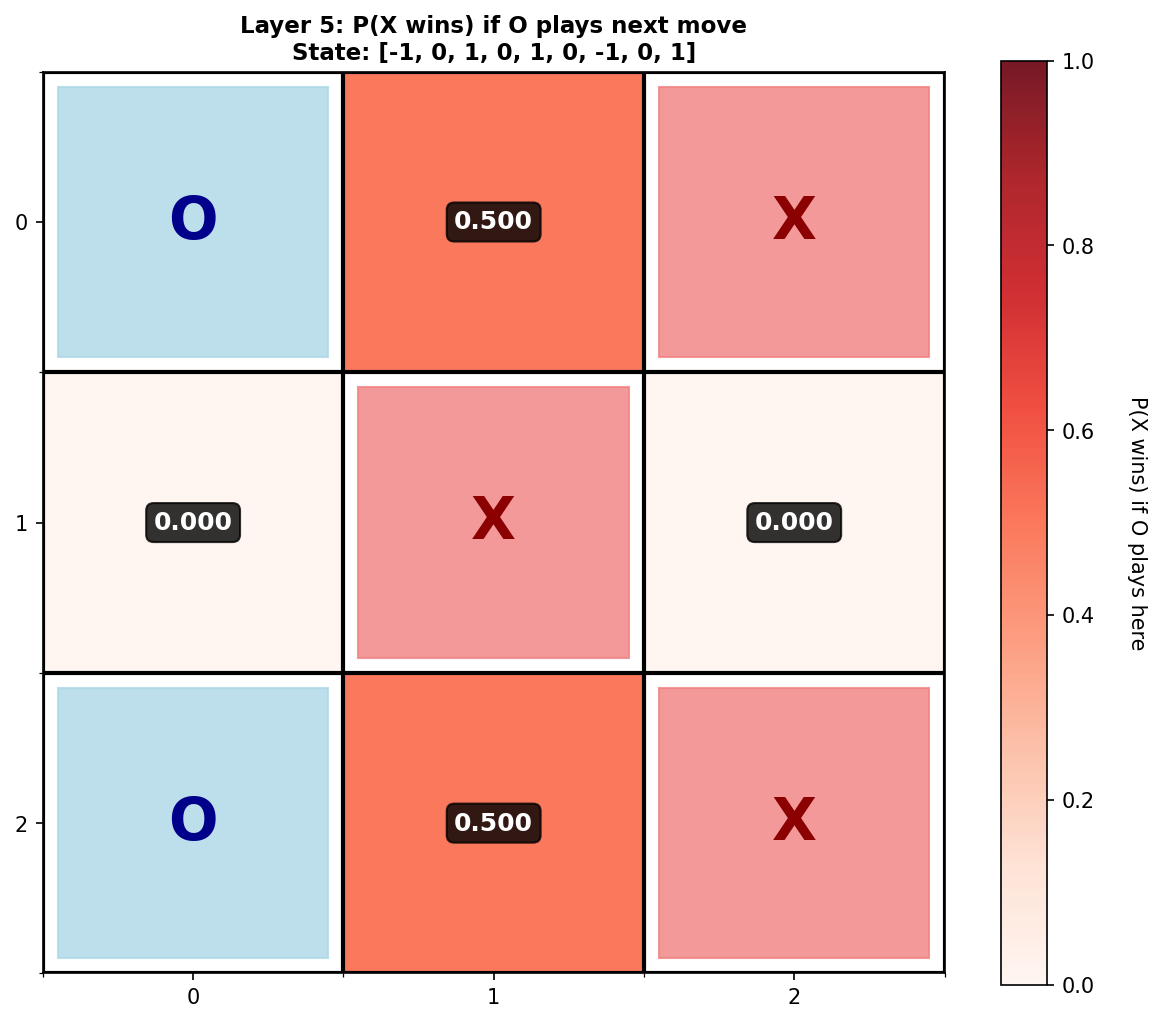 Layer 5: P(X wins) if O plays next move
State: [-1, 0, 1, 0, 1, 0, -1, 0, 1]
0
O
0.500
X
1
0.000
X
0.000
2
O
0.500
X
0
1
2
1.0
0.8
0.6
0.4
0.2
0.0
P(X wins) if O plays here